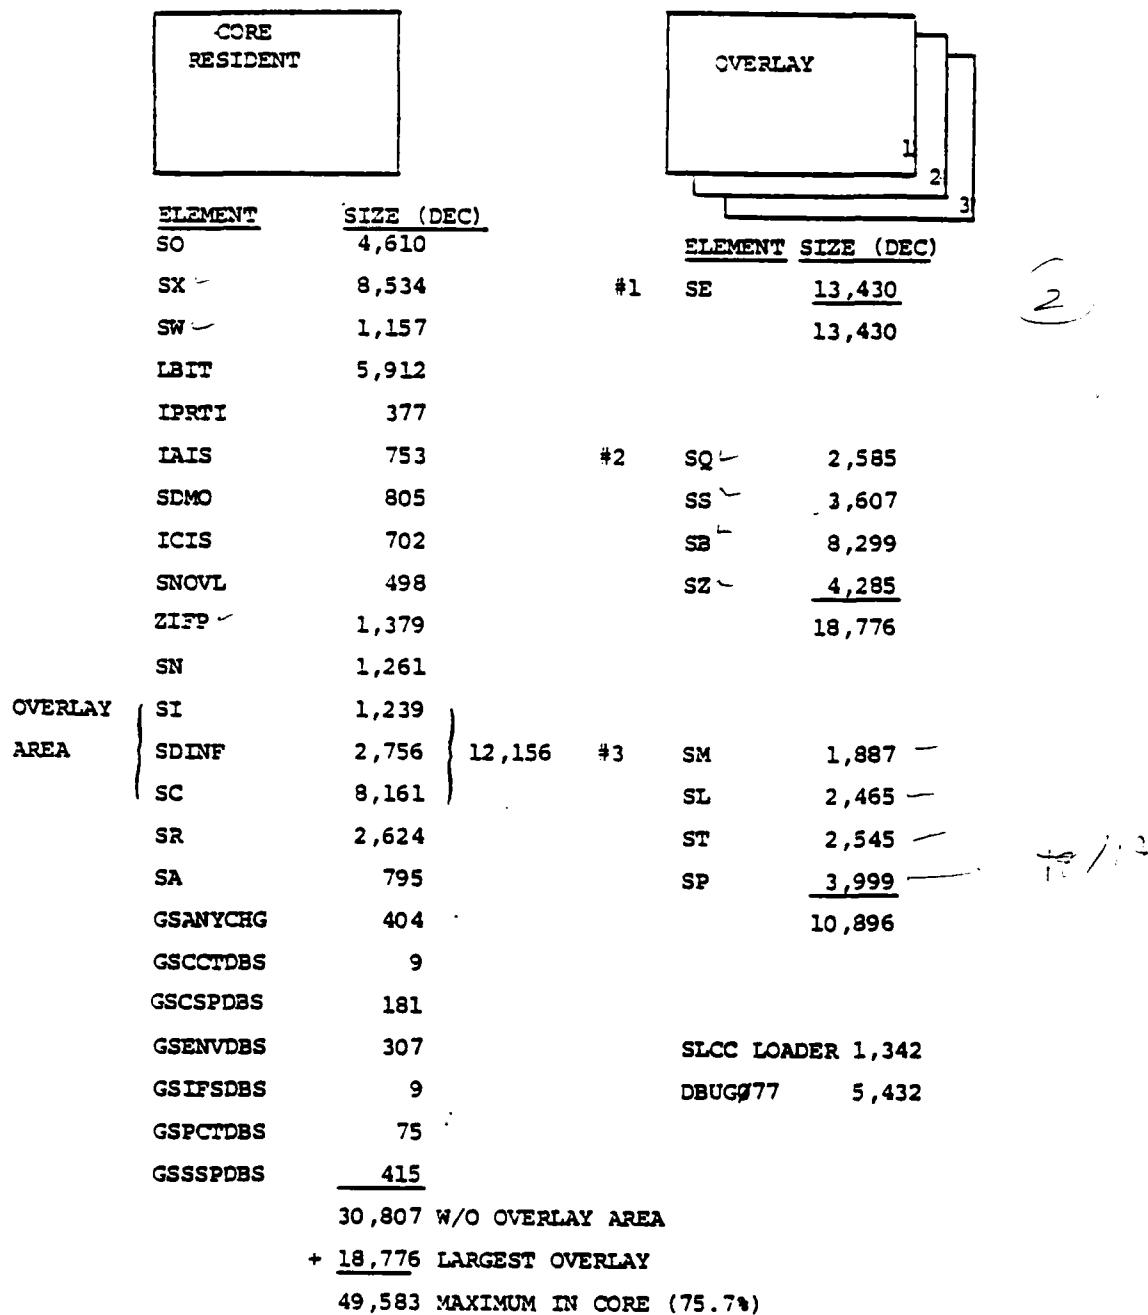 CORE
RESIDENT
ELEMENT SIZE (DEC)
SO 4,610
SX 8,534
SW 1,157
LBIT 5,912
IPRTI 377
IAIS 753
SDMO 805
ICIS 702
SNOVL 498
ZIFP 1,379
SN 1,261
OVERLAY SI 1,239
AREA SDINF 2,756 12,156
SC 8,161
SR 2,624
SA 795
GSANYCHG 404
GSCCTDBS 9
GSCSPDBS 181
GSENVDBS 307
GSIFSDBS 9
GSPCTDBS 75
GSSSPDBS 415
30,807 W/O OVERLAY AREA
+ 18,776 LARGEST OVERLAY
49,583 MAXIMUM IN CORE (75.7%)
OVERLAY
1
2
3
ELEMENT SIZE (DEC)
#1 SE 13,430
13,430
2
#2 SQ 2,585
SS 3,607
SB 8,299
SZ 4,285
18,776
#3 SM 1,887
SL 2,465
ST 2,545
SP 3,999
10,896
SLCC LOADER 1,342
DBUGØ77 5,432